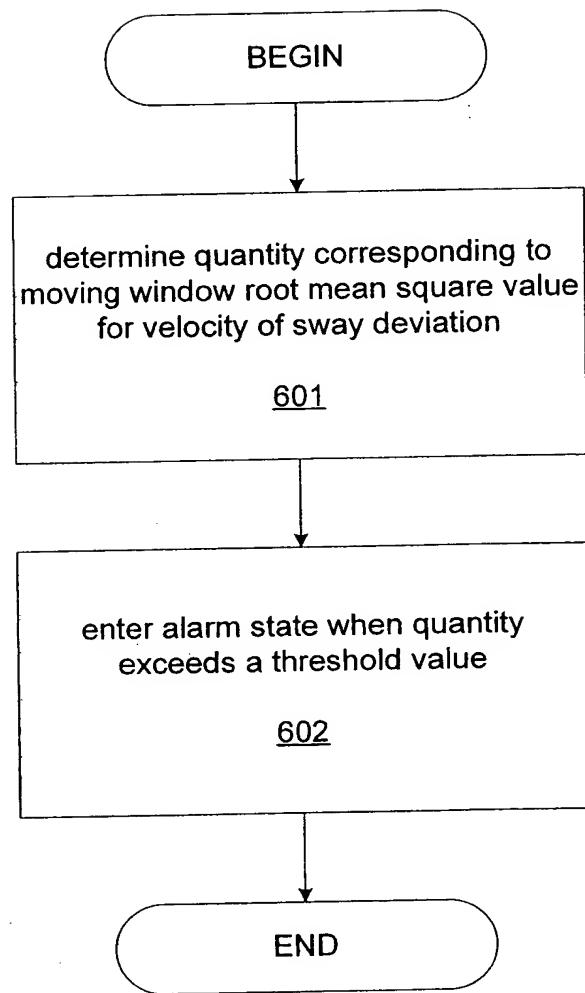 BEGIN
determine quantity corresponding to
moving window root mean square value
for velocity of sway deviation
601
enter alarm state when quantity
exceeds a threshold value
602
END